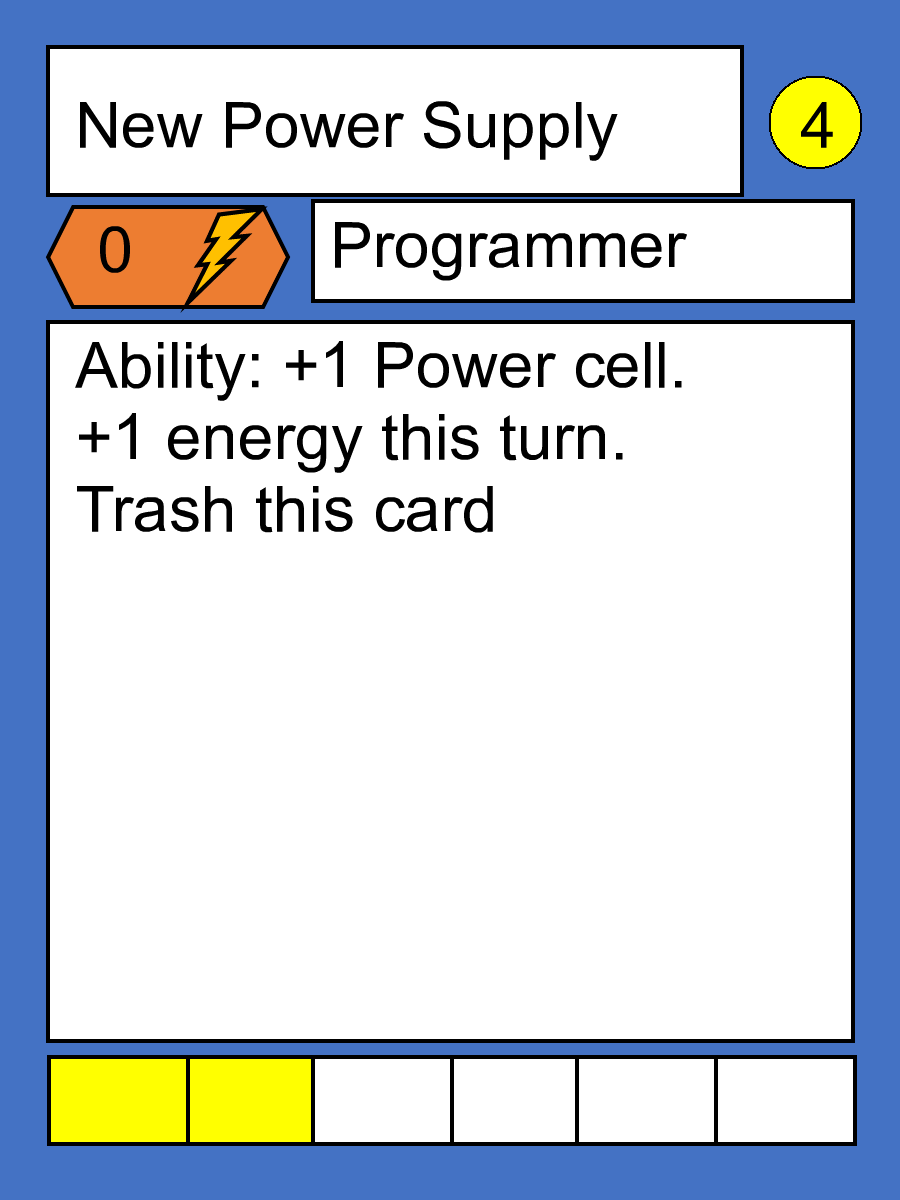 New Power Supply
4
0
Programmer
Ability: +1 Power cell.
+1 energy this turn.
Trash this card